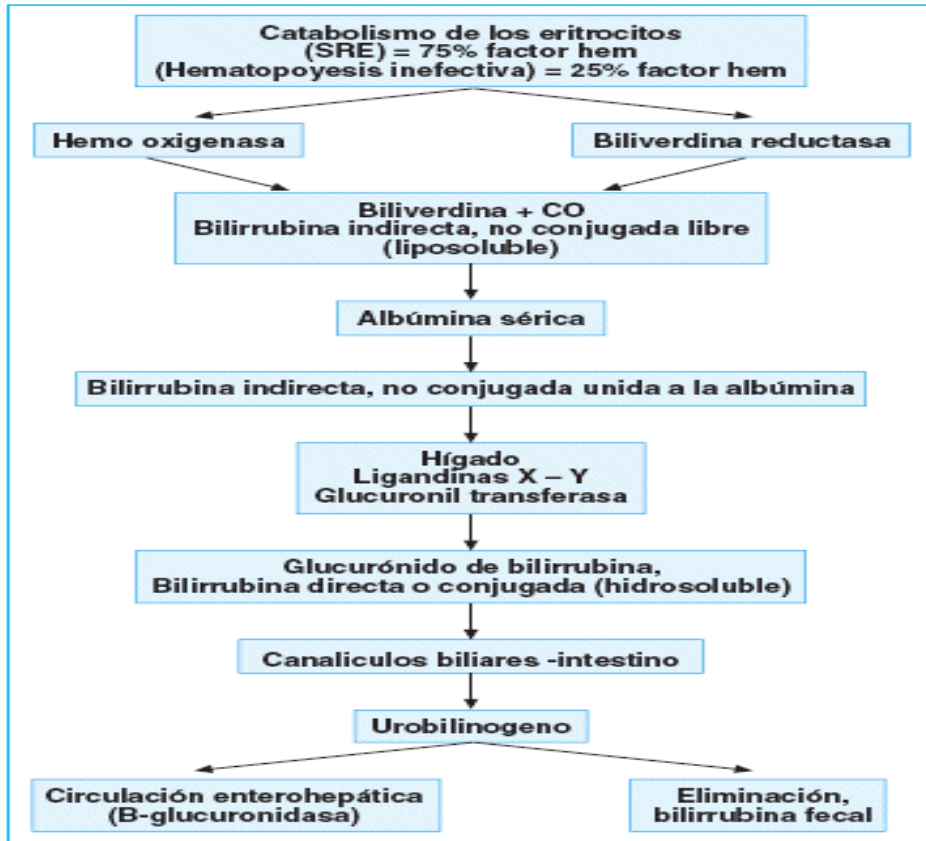 Catabolismo de los eritrocitos
(SRE) = 75% factor hem
(Hematopoyesis inefectiva) = 25% factor hem
Hemo oxigenasa
Biliverdina reductasa
Biliverdina + CO
Bilirrubina indirecta, no conjugada libre
(liposoluble)
Albúmina sérica
Bilirrubina indirecta, no conjugada unida a la albúmina
Hígado
Ligandinas X – Y
Glucuronil transferasa
Glucurónido de bilirrubina,
Bilirrubina directa o conjugada (hidrosoluble)
Canaliculos biliares -intestino
Urobilinogeno
Circulación enterohepática
(B-glucuronidasa)
Eliminación,
bilirrubina fecal